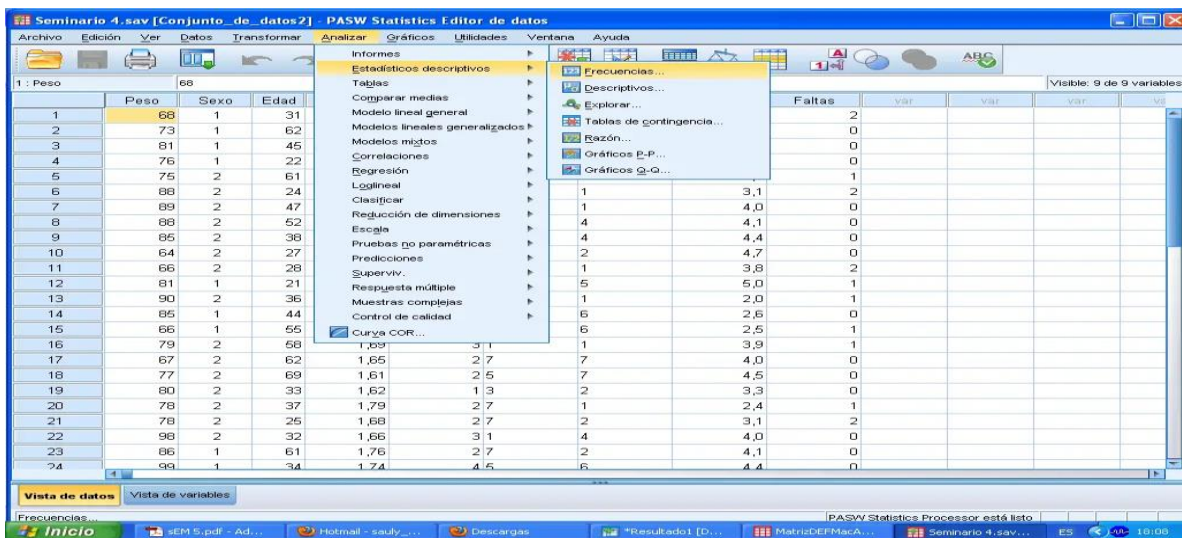 Seminario 4.sav [Conjunto_de_datos2] - PASW Statistics Editor de datos
Archivo Edición Ver Datos Transformar Analizar Gráficos Utilidades Ventana Ayuda
1 : Peso 68 Visible: 9 de 9 variables
Informes
Estadísticos descriptivos
Tablas
Comparar medias
Modelo lineal general
Modelos lineales generalizados
Modelos mixtos
Correlaciones
Regresión
Loglineal
Clasificar
Reducción de dimensiones
Escala
Pruebas no paramétricas
Predicciones
Superviv.
Respuesta múltiple
Muestras complejas
Control de calidad
Curva COR...
Frecuencias...
Descriptivos...
Explorar...
Tablas de contingencia...
Razón...
Gráficos P-P...
Gráficos Q-Q...
Peso Sexo Edad Faltas var var var
1 68 1 31 2
2 73 1 62 0
3 81 1 45 0
4 76 1 22 0
5 75 2 61 1
6 88 2 24 1 3,1 2
7 89 2 47 1 4,0 0
8 88 2 52 4 4,1 0
9 85 2 38 4 4,4 0
10 64 2 27 2 4,7 0
11 66 2 28 1 3,8 2
12 81 1 21 5 5,0 1
13 90 2 36 1 2,0 1
14 85 1 44 6 2,6 0
15 66 1 55 6 2,5 1
16 79 2 58 1,69 3 1 1 3,9 1
17 67 2 62 1,65 2 7 7 4,0 0
18 77 2 69 1,61 2 5 7 4,5 0
19 80 2 33 1,62 1 3 2 3,3 0
20 78 2 37 1,79 2 7 1 2,4 1
21 78 2 25 1,68 2 7 2 3,1 2
22 98 2 32 1,66 3 1 4 4,0 0
23 86 1 61 1,76 2 7 2 4,1 0
24 99 1 34 1,74 4 5 6 4,4 0
Vista de datos Vista de variables
Frecuencias... PASW Statistics Processor está listo
Inicio sEM 5.pdf - Ad... Hotmail - sauly_... Descargas *Resultado1 [D... MatrizDEFMacA... Seminario 4.sav... ES 16:08